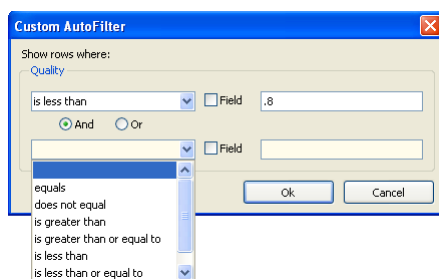 Custom AutoFilter
Show rows where:
Quality
is less than Field .8
And Or
Field
equals
does not equal
is greater than
is greater than or equal to
is less than
is less than or equal to
Ok Cancel